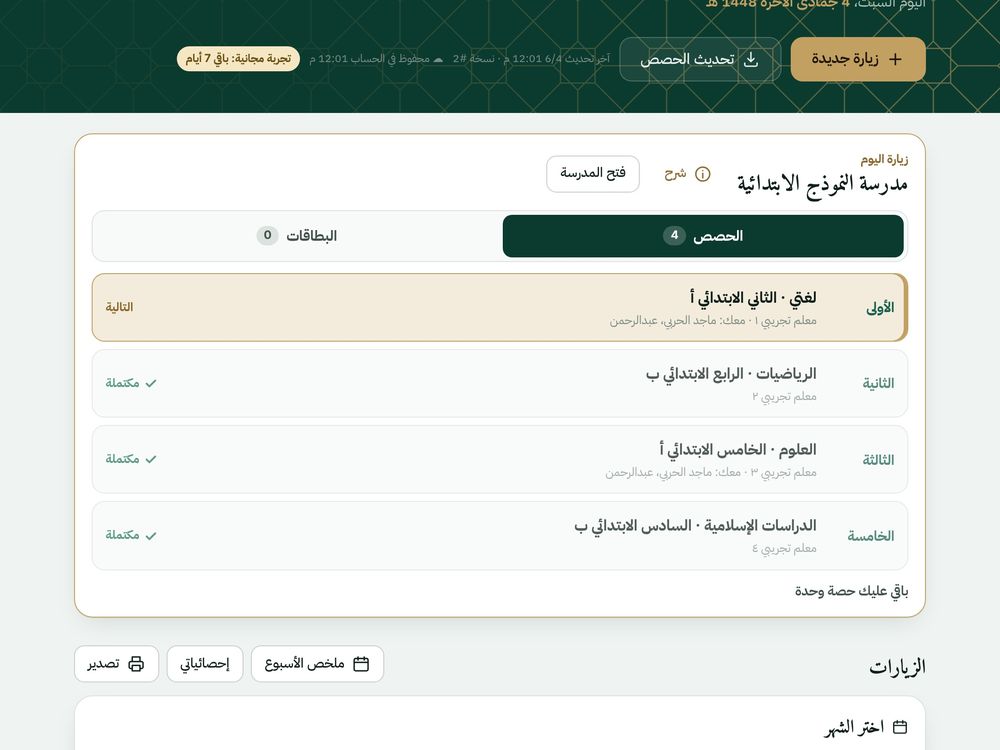 اليوم السبت، 4 جمادى الآخرة 1448 هـ
زيارة جديدة
تحديث الحصص
آخر تحديث 6/4 12:01 م · نسخة #2
محفوظ في الحساب 12:01 م
تجربة مجانية: باقي 7 أيام
زيارة اليوم
مدرسة النموذج الابتدائية
شرح
فتح المدرسة
الحصص 4
البطاقات 0
الأولى
لغتي · الثاني الابتدائي أ
معلم تجريبي ١ · معك: ماجد الحربي، عبدالرحمن
التالية
الثانية
الرياضيات · الرابع الابتدائي ب
معلم تجريبي ٢
مكتملة
الثالثة
العلوم · الخامس الابتدائي أ
معلم تجريبي ٣ · معك: ماجد الحربي، عبدالرحمن
مكتملة
الخامسة
الدراسات الإسلامية · السادس الابتدائي ب
معلم تجريبي ٤
مكتملة
باقي عليك حصة وحدة
الزيارات
ملخص الأسبوع
إحصائياتي
تصدير
اختر الشهر